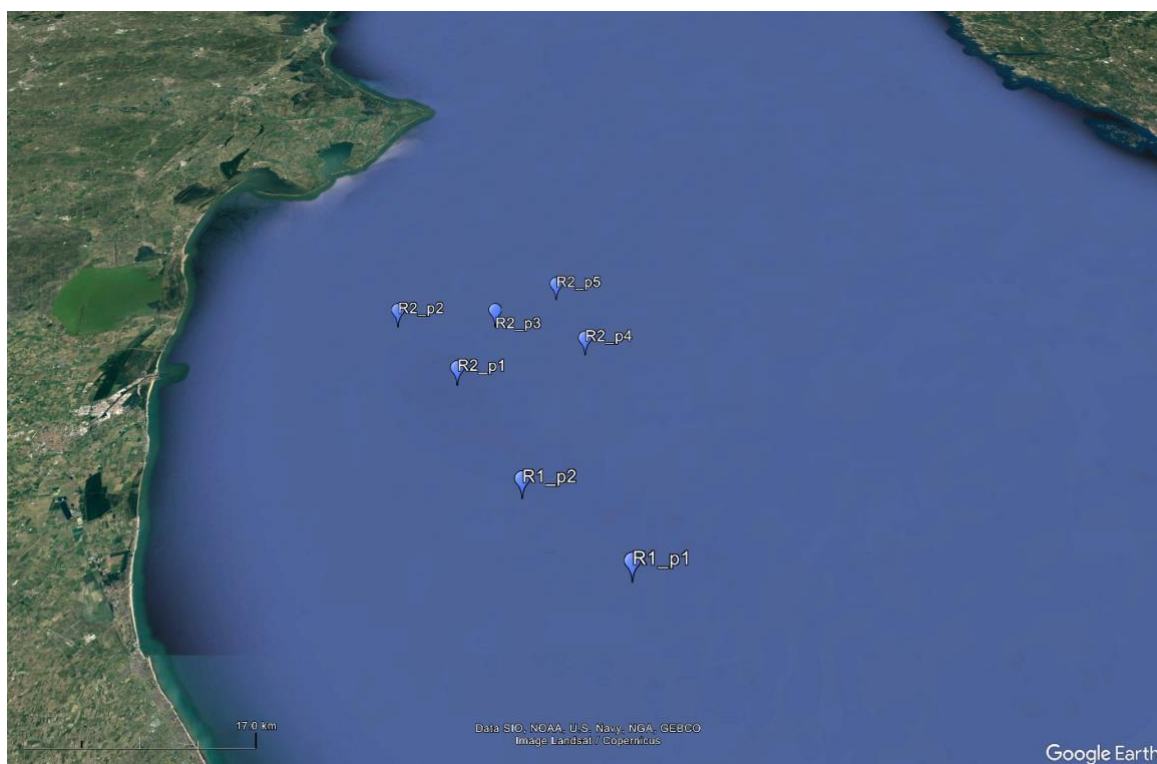 R2_p5
R2_p2
R2_p3
R2_p4
R2_p1
R1_p2
R1_p1
17.0 km
Data SIO, NOAA, U.S. Navy, NGA, GEBCO
Image Landsat / Copernicus
Google Earth